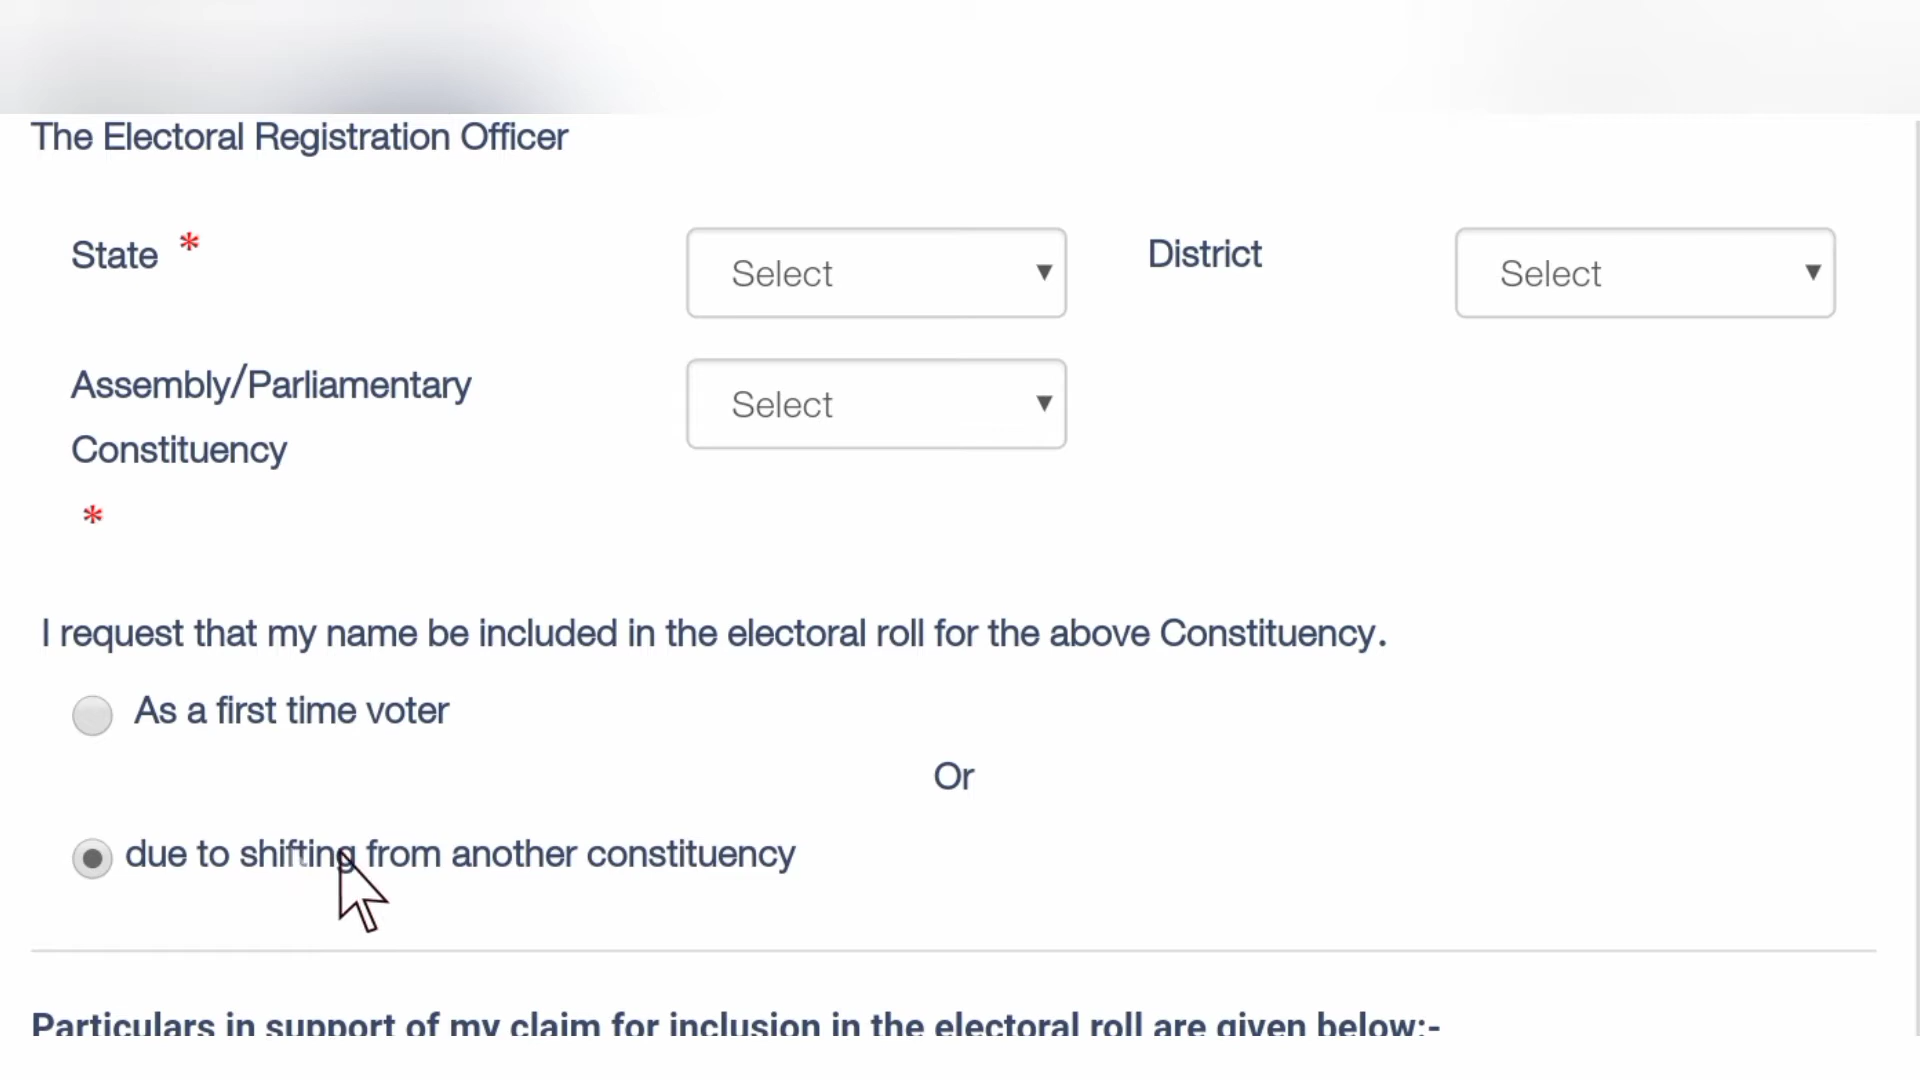 The Electoral Registration Officer
State * Select District Select
Assembly/Parliamentary Select
Constituency
*
I request that my name be included in the electoral roll for the above Constituency.
As a first time voter
Or
due to shifting from another constituency
Particulars in support of my claim for inclusion in the electoral roll are given below:-